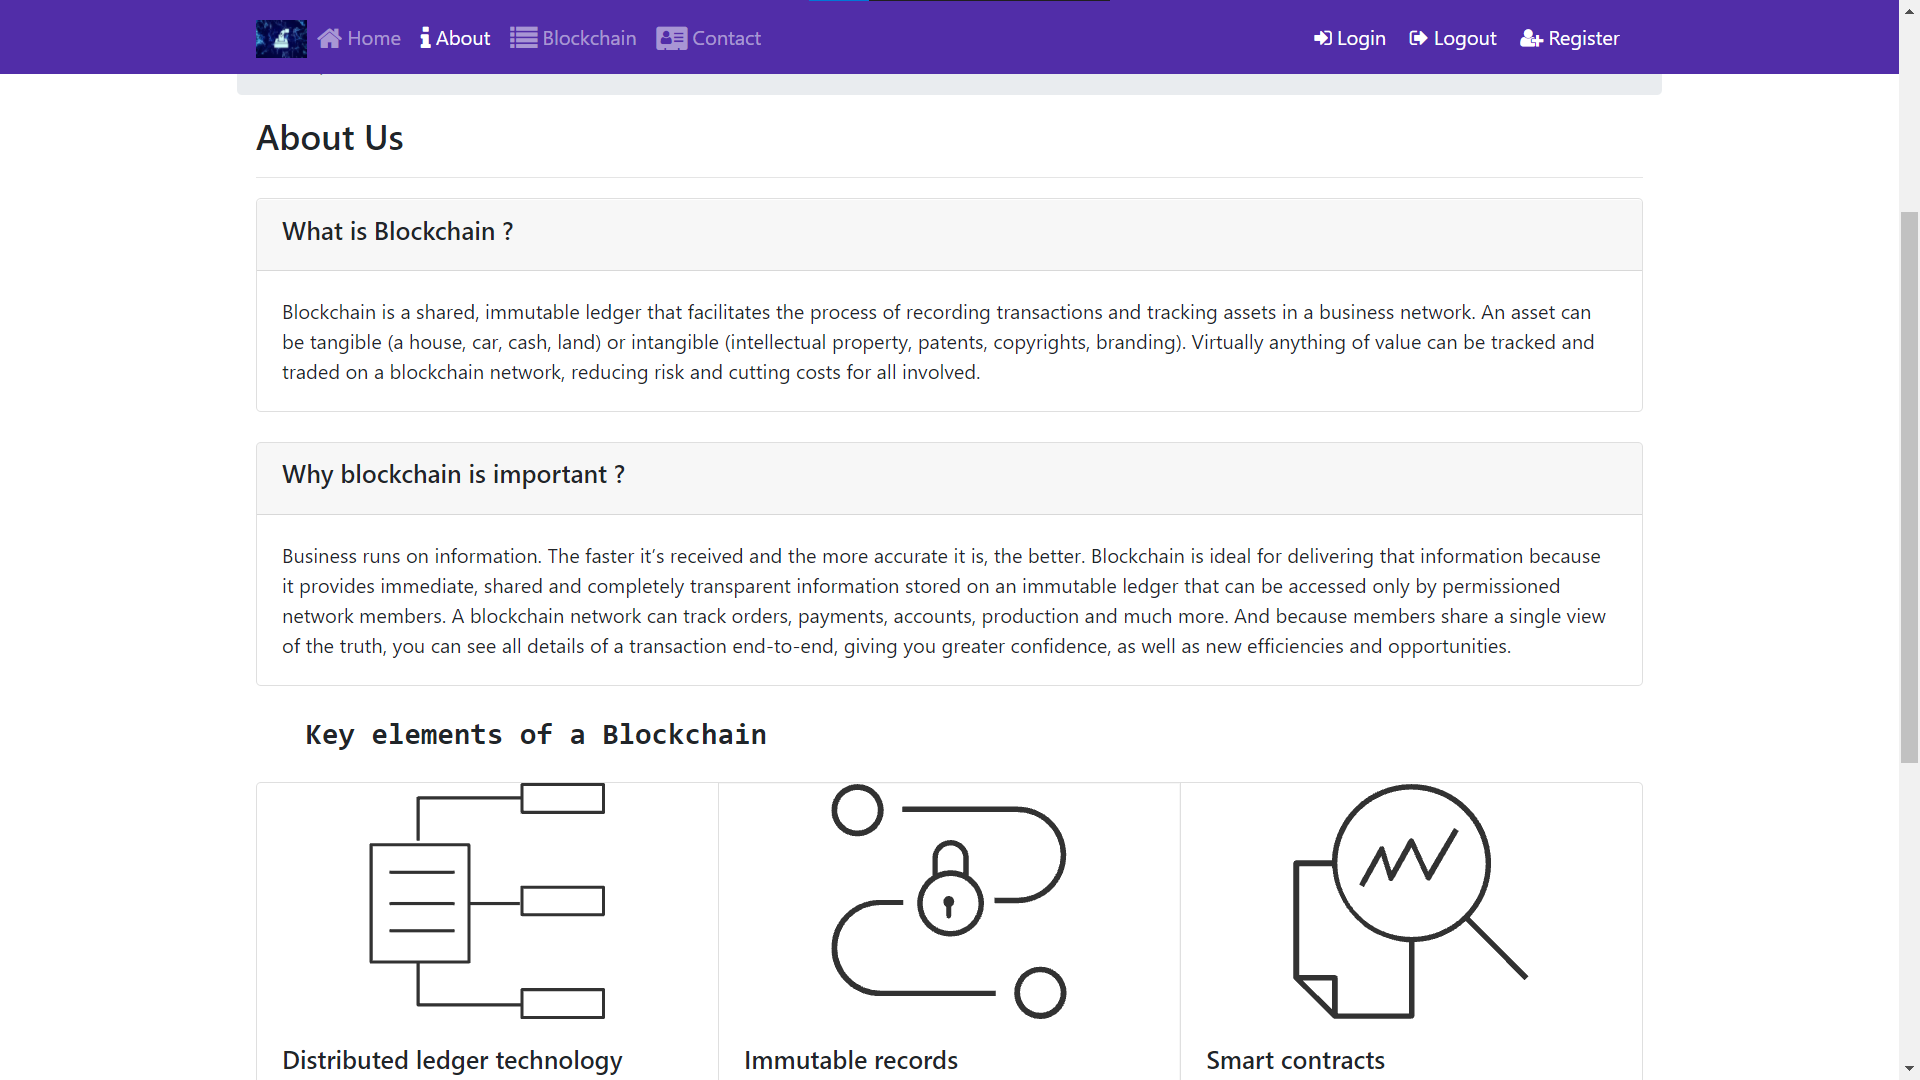 Home About Blockchain Contact Login Logout Register
About Us
What is Blockchain ?
Blockchain is a shared, immutable ledger that facilitates the process of recording transactions and tracking assets in a business network. An asset can
be tangible (a house, car, cash, land) or intangible (intellectual property, patents, copyrights, branding). Virtually anything of value can be tracked and
traded on a blockchain network, reducing risk and cutting costs for all involved.
Why blockchain is important ?
Business runs on information. The faster it’s received and the more accurate it is, the better. Blockchain is ideal for delivering that information because
it provides immediate, shared and completely transparent information stored on an immutable ledger that can be accessed only by permissioned
network members. A blockchain network can track orders, payments, accounts, production and much more. And because members share a single view
of the truth, you can see all details of a transaction end-to-end, giving you greater confidence, as well as new efficiencies and opportunities.
Key elements of a Blockchain
Distributed ledger technology
Immutable records
Smart contracts